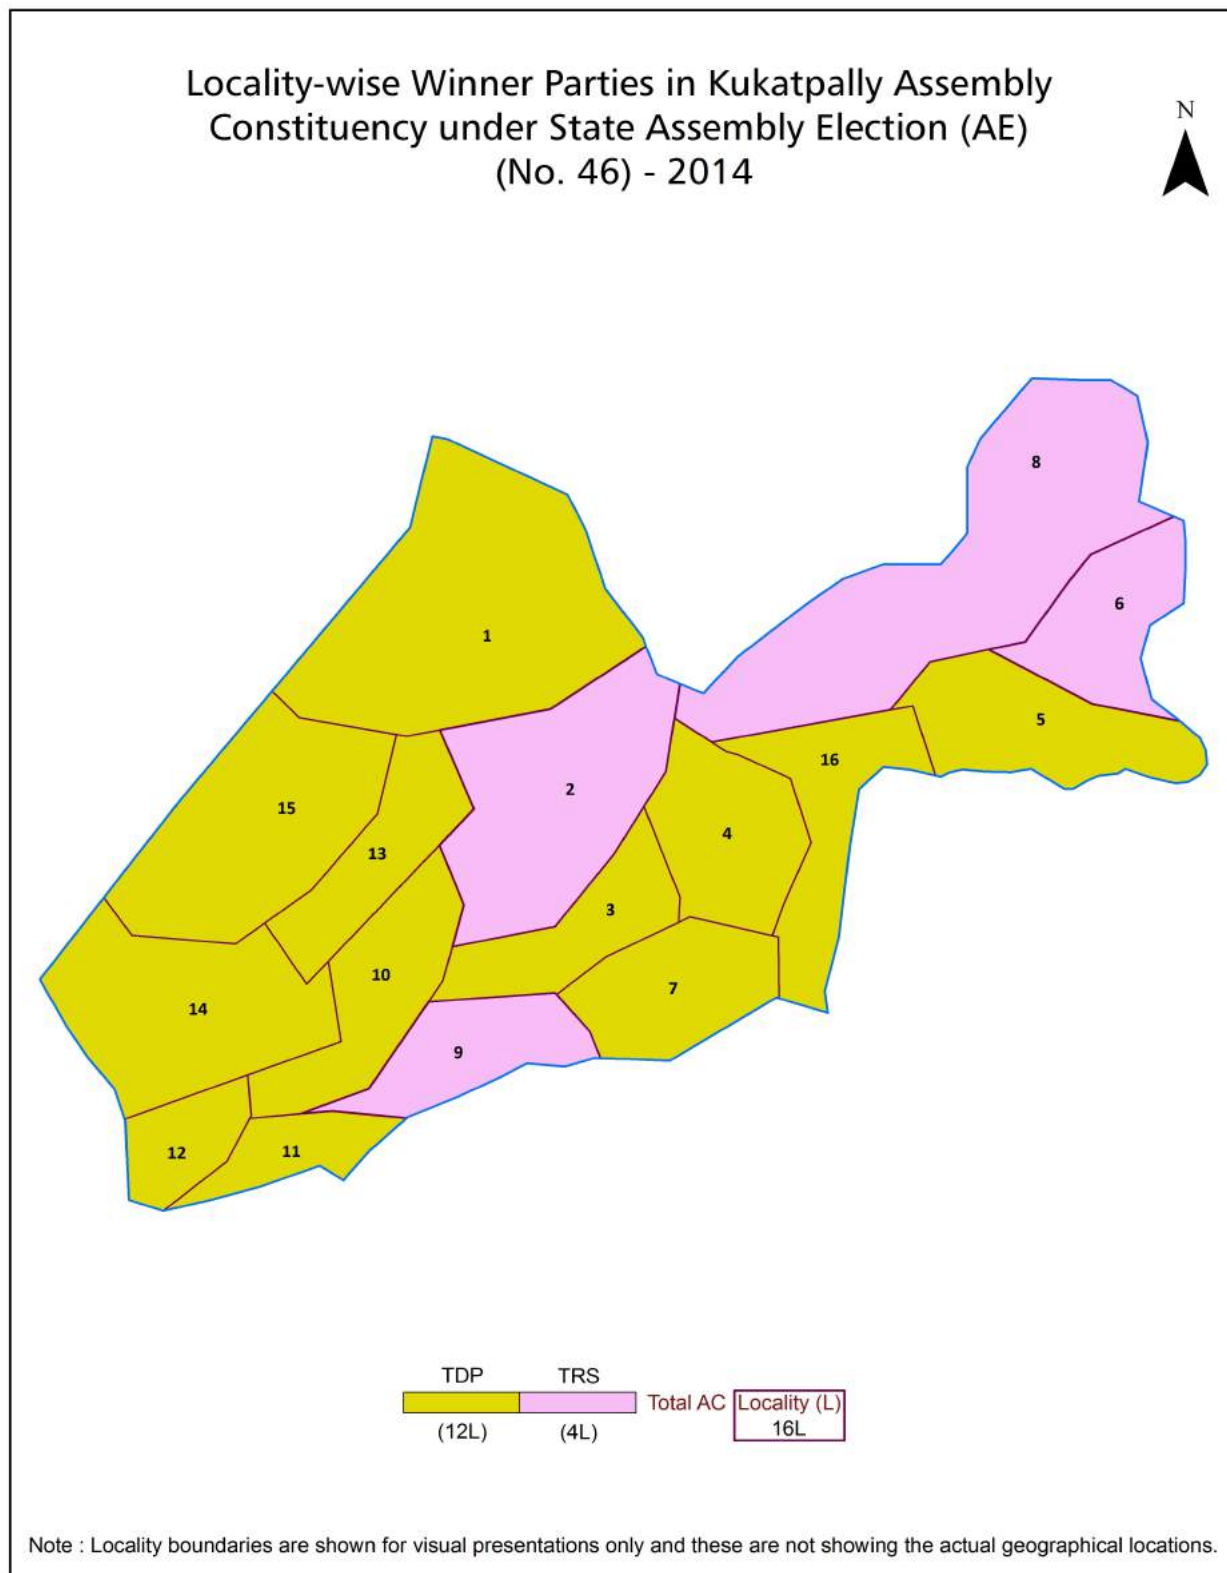 Locality-wise Winner Parties in Kukatpally Assembly
Constituency under State Assembly Election (AE)
(No. 46) - 2014
N
8
6
1
5
16
2
15
4
13
3
10
7
14
9
12
11
TDP TRS
Total AC Locality (L)
(12L) (4L) 16L
Note : Locality boundaries are shown for visual presentations only and these are not showing the actual geographical locations.